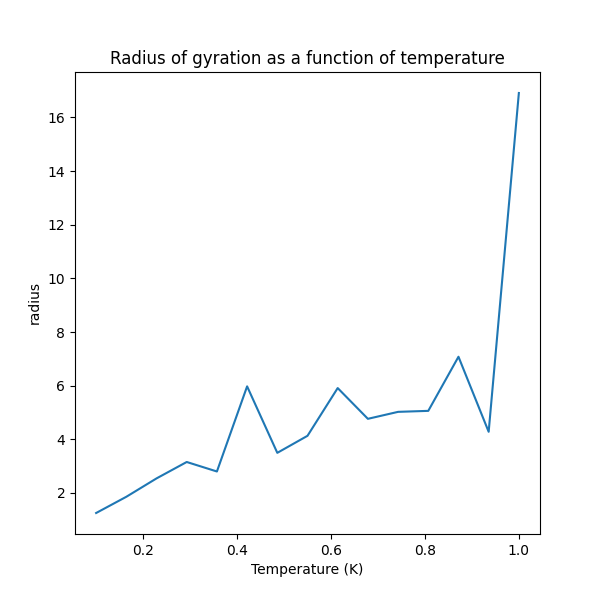 Radius of gyration as a function of temperature
16
14
12
10
8
6
4
2
radius
0.2 0.4 0.6 0.8 1.0
Temperature (K)